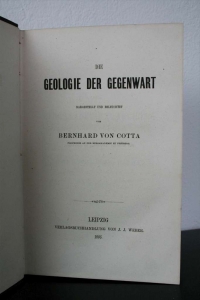 DIE
GEOLOGIE DER GEGENWART
DARGESTELLT UND BELEUCHTET
VON
BERNHARD VON COTTA
LEIPZIG
VERLAGSBUCHHANDLUNG VON J. J. WEBER.